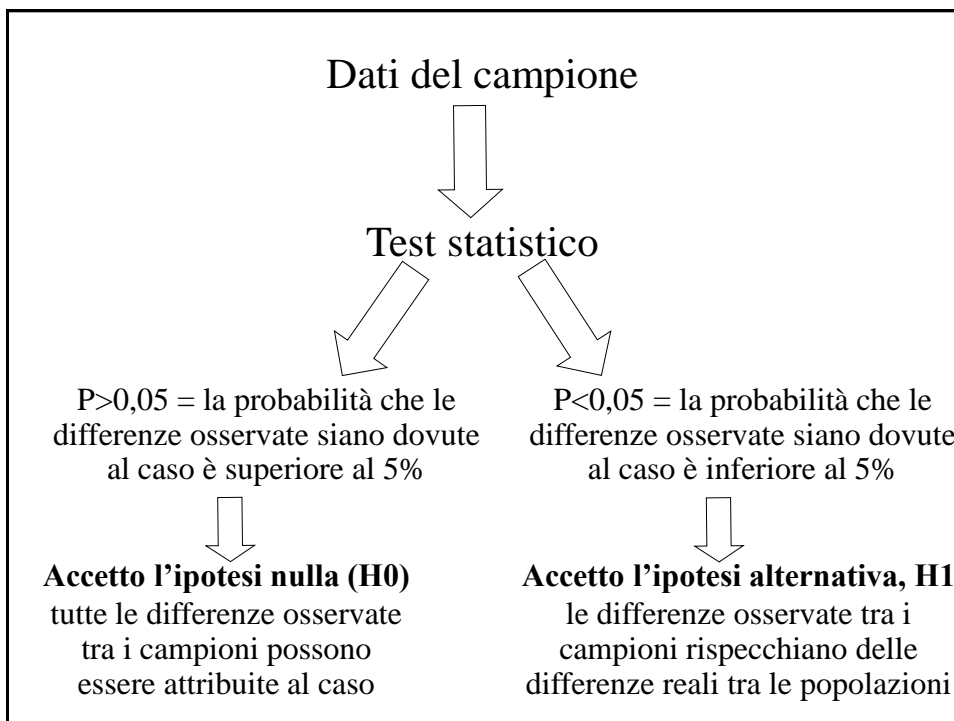 Dati del campione
Test statistico
P>0,05 = la probabilità che le
differenze osservate siano dovute
al caso è superiore al 5%
P<0,05 = la probabilità che le
differenze osservate siano dovute
al caso è inferiore al 5%
Accetto l’ipotesi nulla (H0)
tutte le differenze osservate
tra i campioni possono
essere attribuite al caso
Accetto l’ipotesi alternativa, H1
le differenze osservate tra i
campioni rispecchiano delle
differenze reali tra le popolazioni